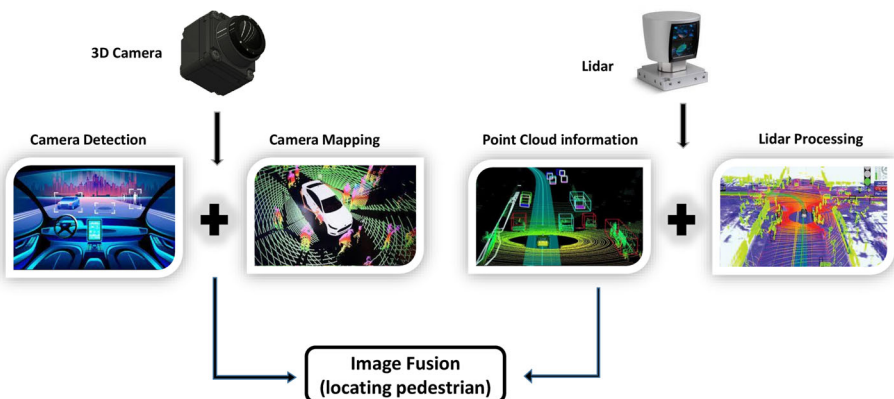 3D Camera
Lidar
Camera Detection
Camera Mapping
Point Cloud information
Lidar Processing
Image Fusion
(locating pedestrian)